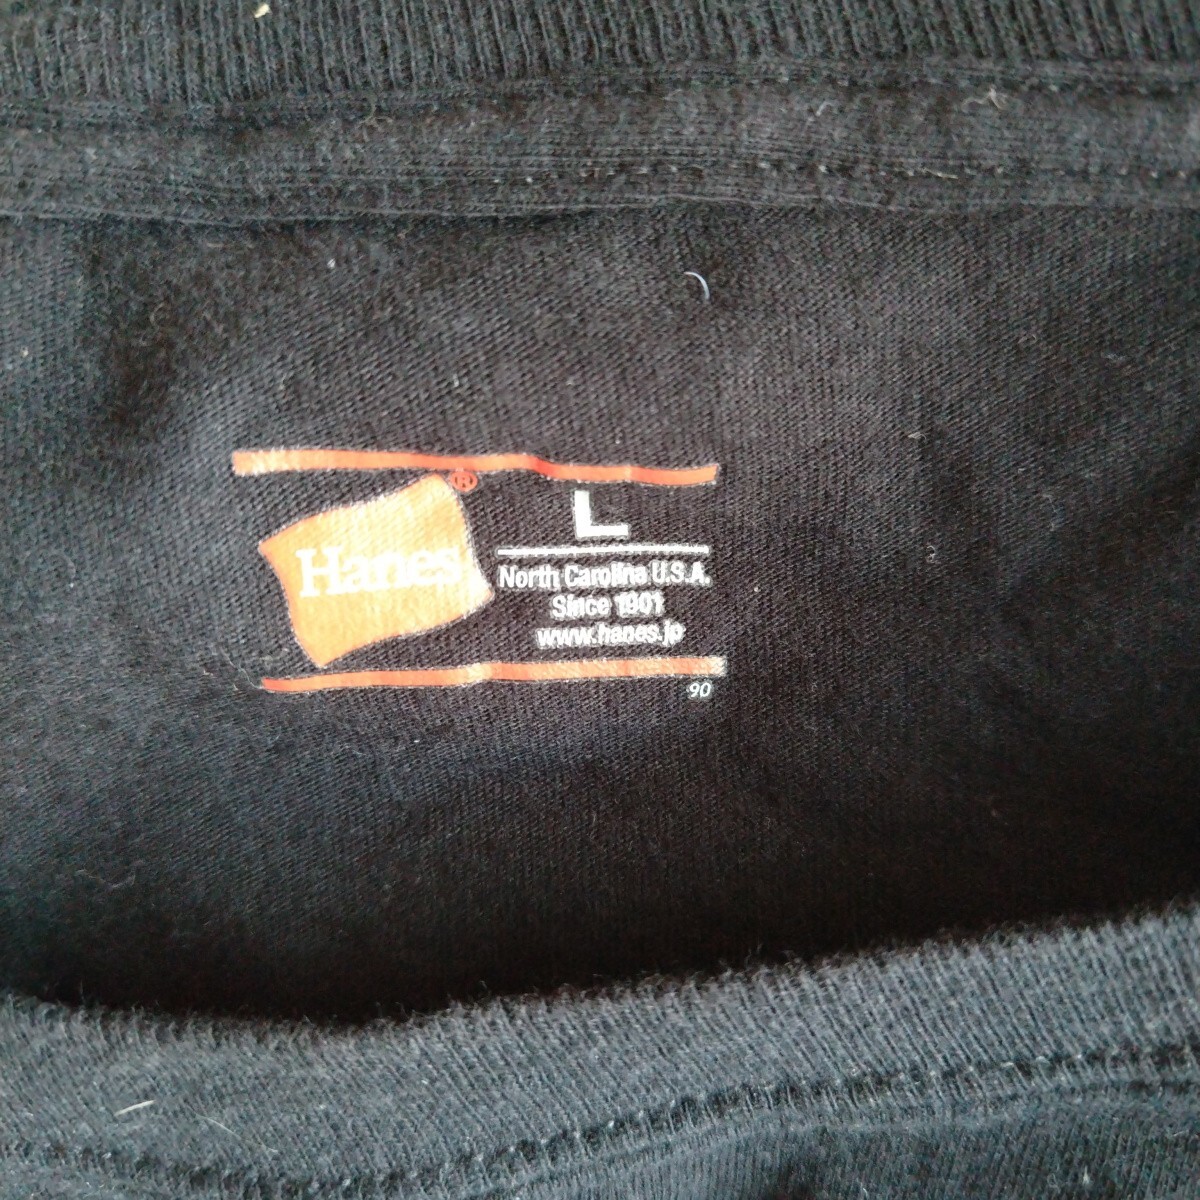 Hanes®
L
North Carolina U.S.A.
Since 1901
www.hanes.jp
90